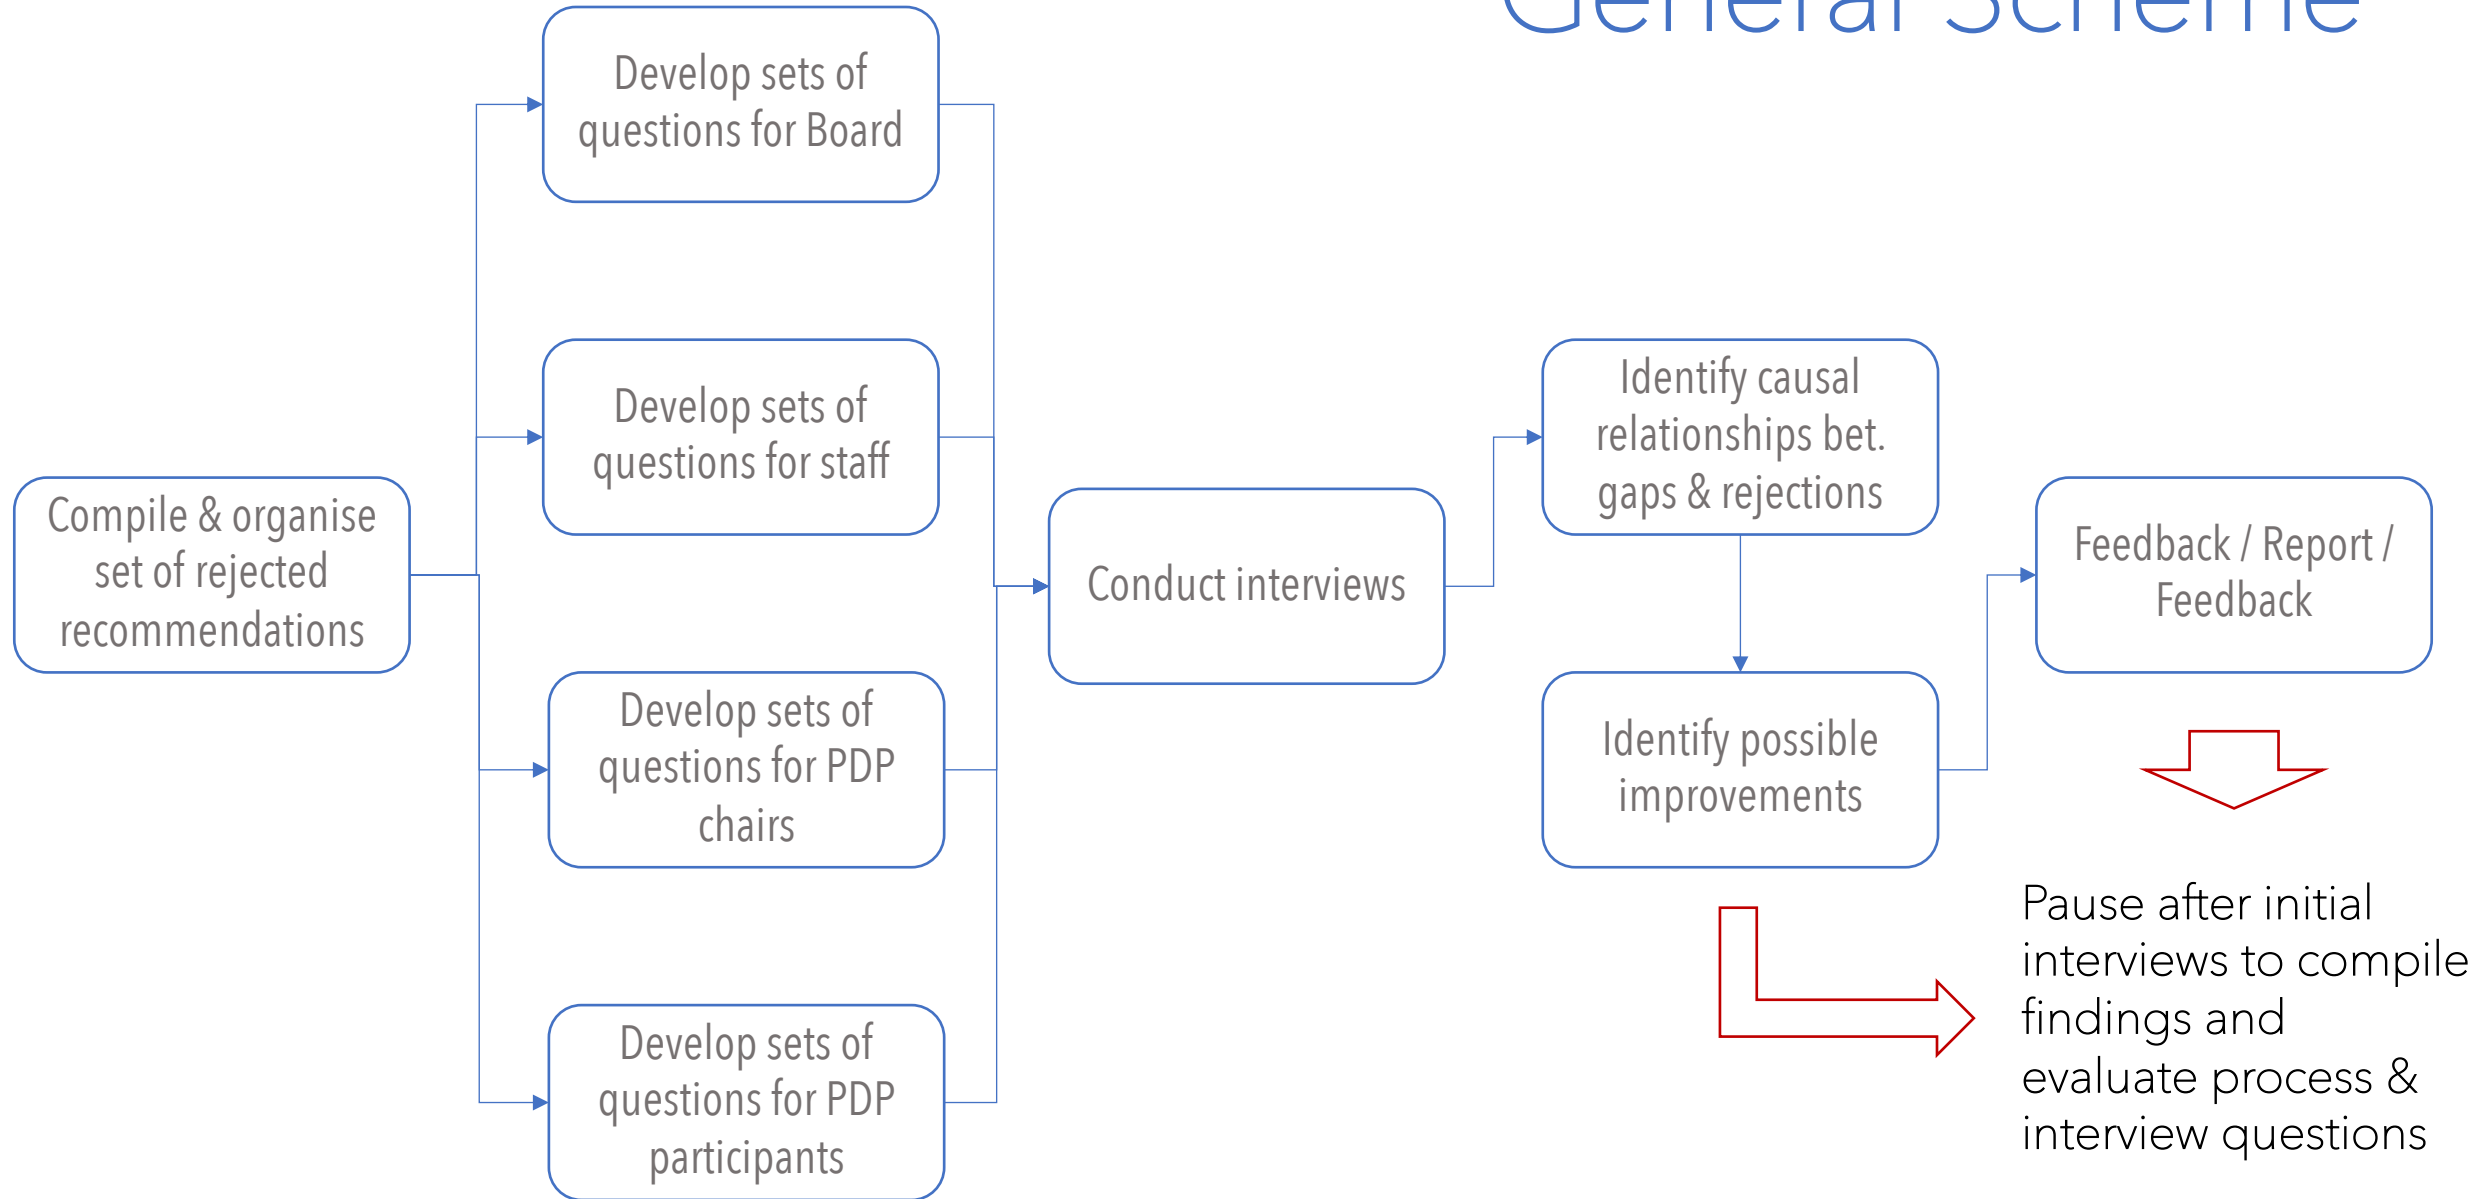 General Scheme
Develop sets of
questions for Board
Develop sets of
questions for staff
Compile & organise
set of rejected
recommendations
Develop sets of
questions for PDP
chairs
Develop sets of
questions for PDP
participants
Conduct interviews
Identify causal
relationships bet.
gaps & rejections
Identify possible
improvements
Feedback / Report /
Feedback
Pause after initial
interviews to compile
findings and
evaluate process &
interview questions